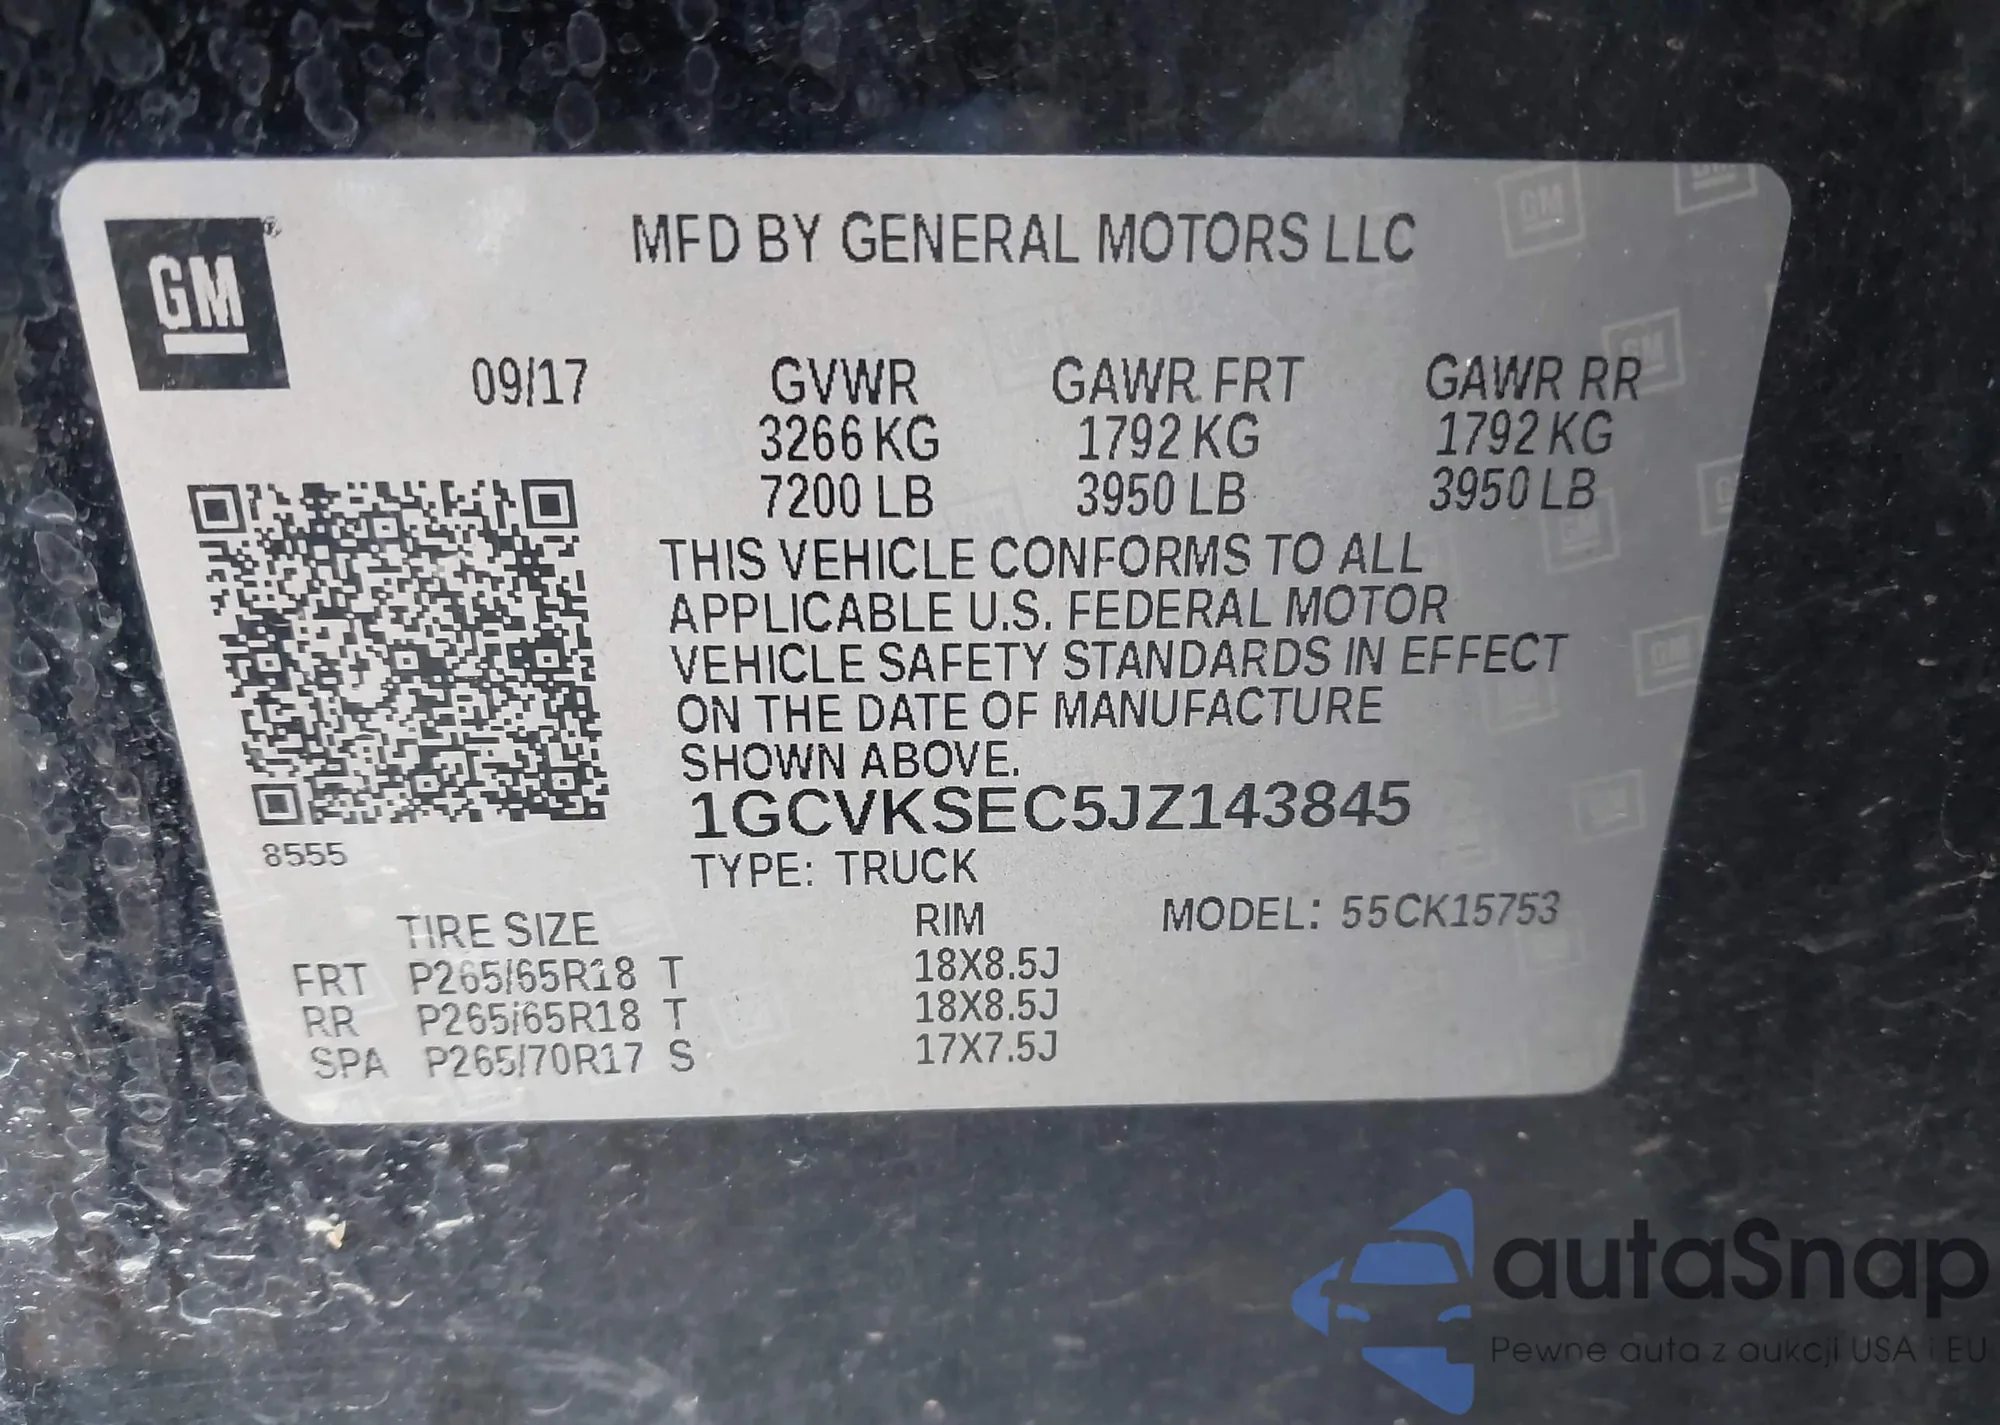 GM
MFD BY GENERAL MOTORS LLC
09/17 GVWR GAWR FRT GAWR RR
3266 KG 1792 KG 1792 KG
7200 LB 3950 LB 3950 LB
THIS VEHICLE CONFORMS TO ALL
APPLICABLE U.S. FEDERAL MOTOR
VEHICLE SAFETY STANDARDS IN EFFECT
ON THE DATE OF MANUFACTURE
SHOWN ABOVE.
1GCVKSEC5JZ143845
8555
TYPE: TRUCK
TIRE SIZE RIM MODEL: 55CK15753
FRT P265/65R18 T 18X8.5J
RR P265/65R18 T 18X8.5J
SPA P265/70R17 S 17X7.5J
autaSnap
Pewne auta z aukcji USA i EU